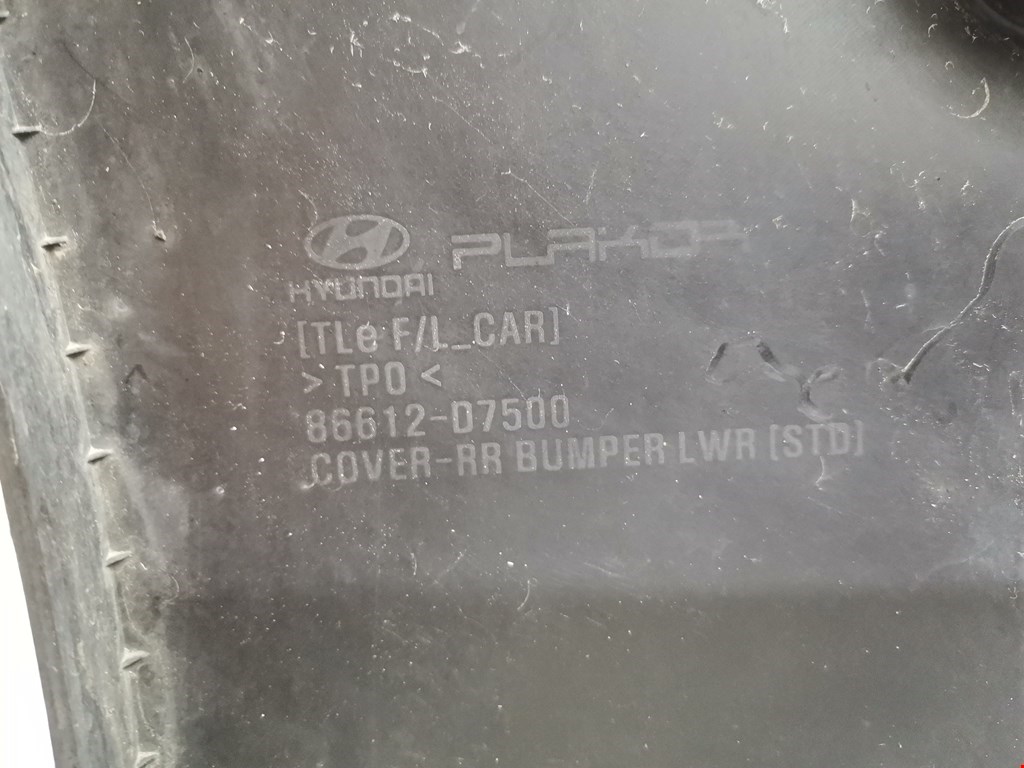 PLAKOR
HYUNDAI
[TLe F/L_CAR]
>TPO<
86612-D7500
COVER-RR BUMPER LWR [STD]